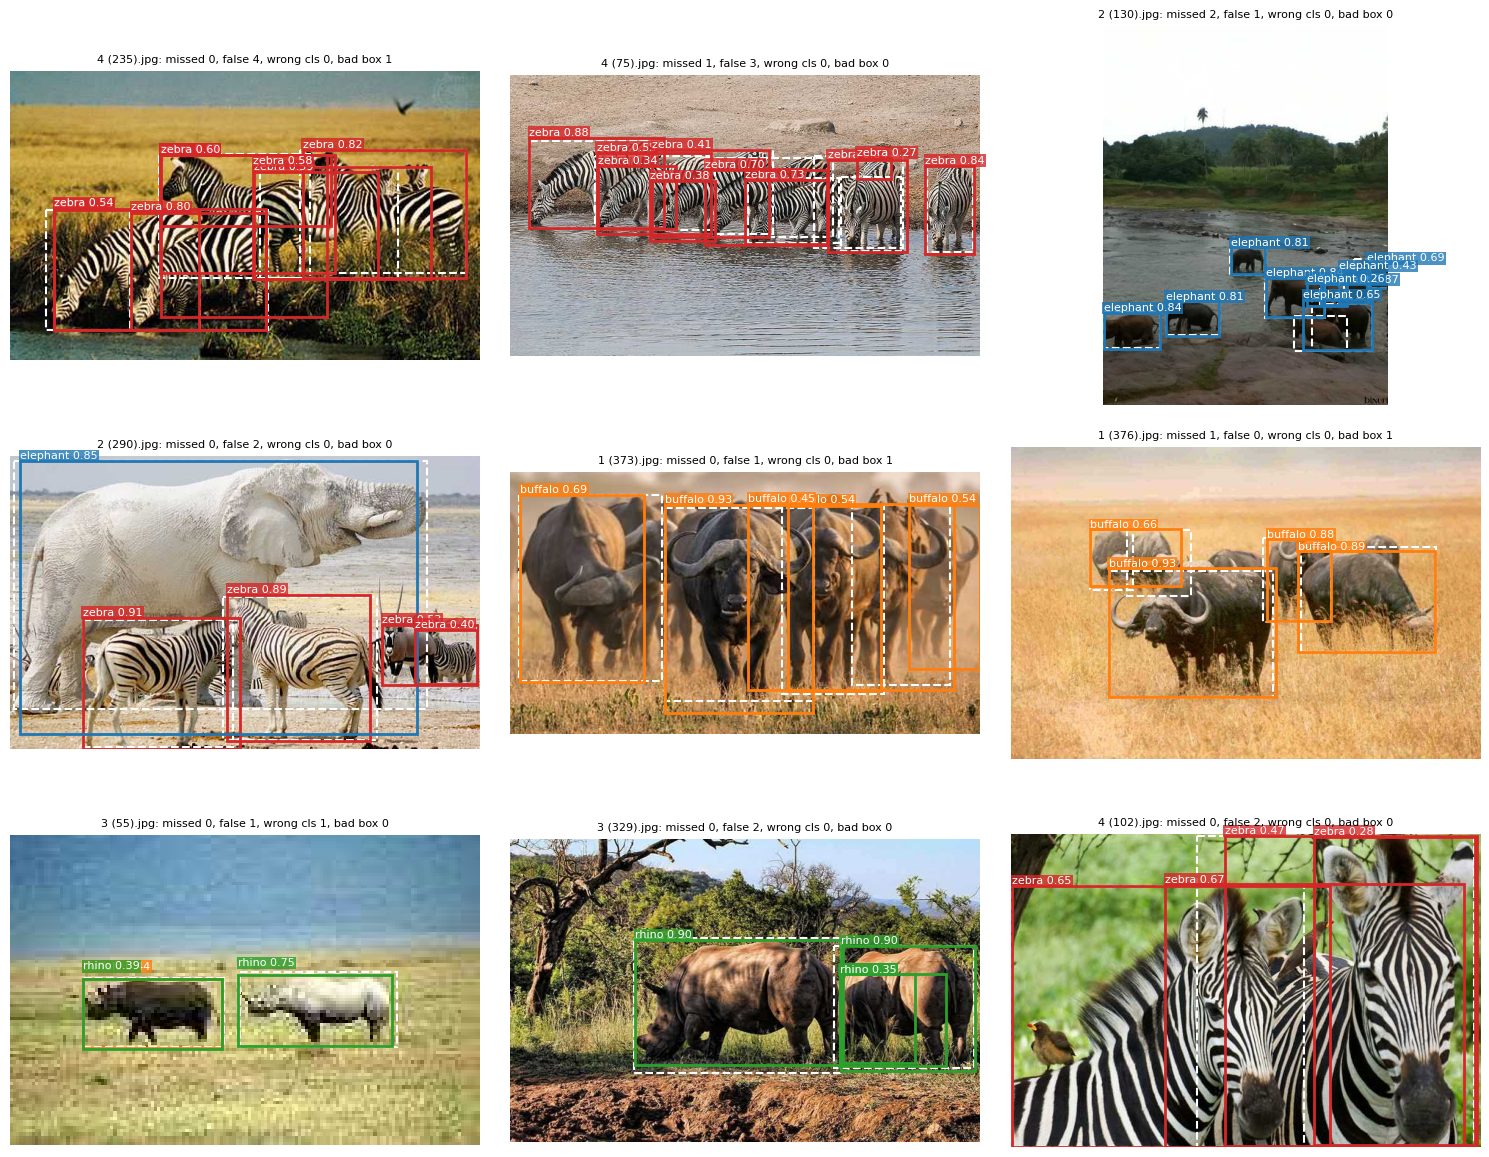 4 (235).jpg: missed 0, false 4, wrong cls 0, bad box 1
zebra 0.60
zebra 0.82
zebra 0.58
zebra 0.54
zebra 0.80
4 (75).jpg: missed 1, false 3, wrong cls 0, bad box 0
zebra 0.88
zebra 0.41
zebra 0.34
zebra 0.27
zebra 0.70
zebra 0.84
zebra 0.38
zebra 0.73
2 (130).jpg: missed 2, false 1, wrong cls 0, bad box 0
elephant 0.81
elephant 0.69
elephant 0.43
elephant 0.26
87
elephant 0.65
elephant 0.81
elephant 0.84
2 (290).jpg: missed 0, false 2, wrong cls 0, bad box 0
elephant 0.85
zebra 0.89
zebra 0.91
zebra 0.40
1 (373).jpg: missed 0, false 1, wrong cls 0, bad box 1
buffalo 0.69
buffalo 0.93
buffalo 0.45
lo 0.54
buffalo 0.54
1 (376).jpg: missed 1, false 0, wrong cls 0, bad box 1
buffalo 0.66
buffalo 0.88
buffalo 0.89
buffalo 0.93
3 (55).jpg: missed 0, false 1, wrong cls 1, bad box 0
rhino 0.39
4
rhino 0.75
3 (329).jpg: missed 0, false 2, wrong cls 0, bad box 0
rhino 0.90
rhino 0.90
rhino 0.35
4 (102).jpg: missed 0, false 2, wrong cls 0, bad box 0
zebra 0.47
zebra 0.28
zebra 0.65
zebra 0.67